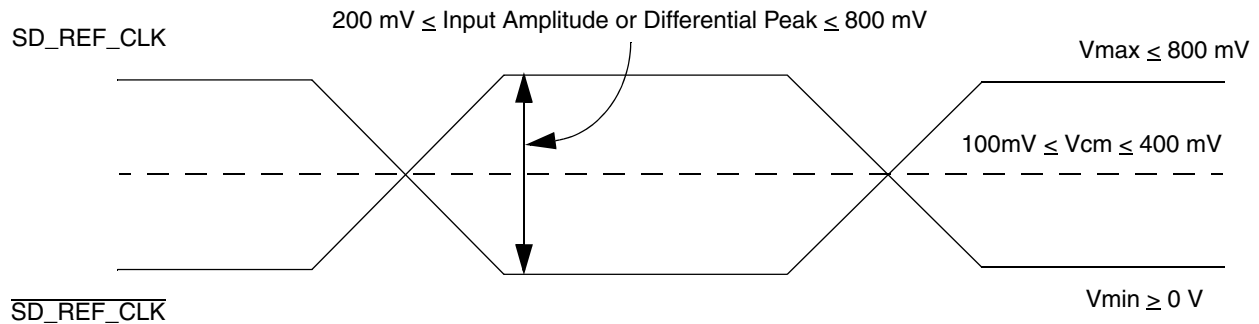 200 mV ≤ Input Amplitude or Differential Peak ≤ 800 mV
SD_REF_CLK
Vmax ≤ 800 mV
100mV ≤ Vcm ≤ 400 mV
Vmin ≥ 0 V
SD_REF_CLK